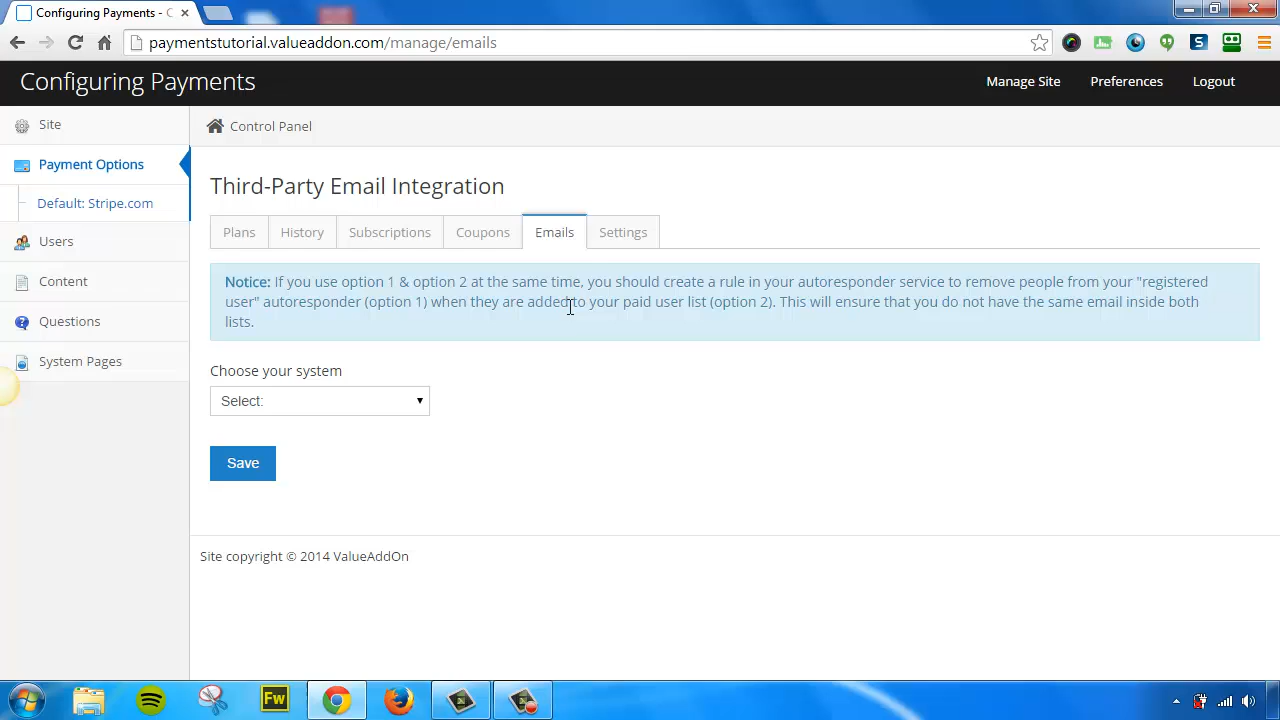 Configuring Payments - C
paymentstutorial.valueaddon.com/manage/emails
Configuring Payments
Manage Site
Preferences
Logout
Site
Payment Options
Default: Stripe.com
Users
Content
Questions
System Pages
Control Panel
Third-Party Email Integration
Plans
History
Subscriptions
Coupons
Emails
Settings
Notice: If you use option 1 & option 2 at the same time, you should create a rule in your autoresponder service to remove people from your "registered
user" autoresponder (option 1) when they are added to your paid user list (option 2). This will ensure that you do not have the same email inside both
lists.
Choose your system
Select:
Save
Site copyright © 2014 ValueAddOn
Fw